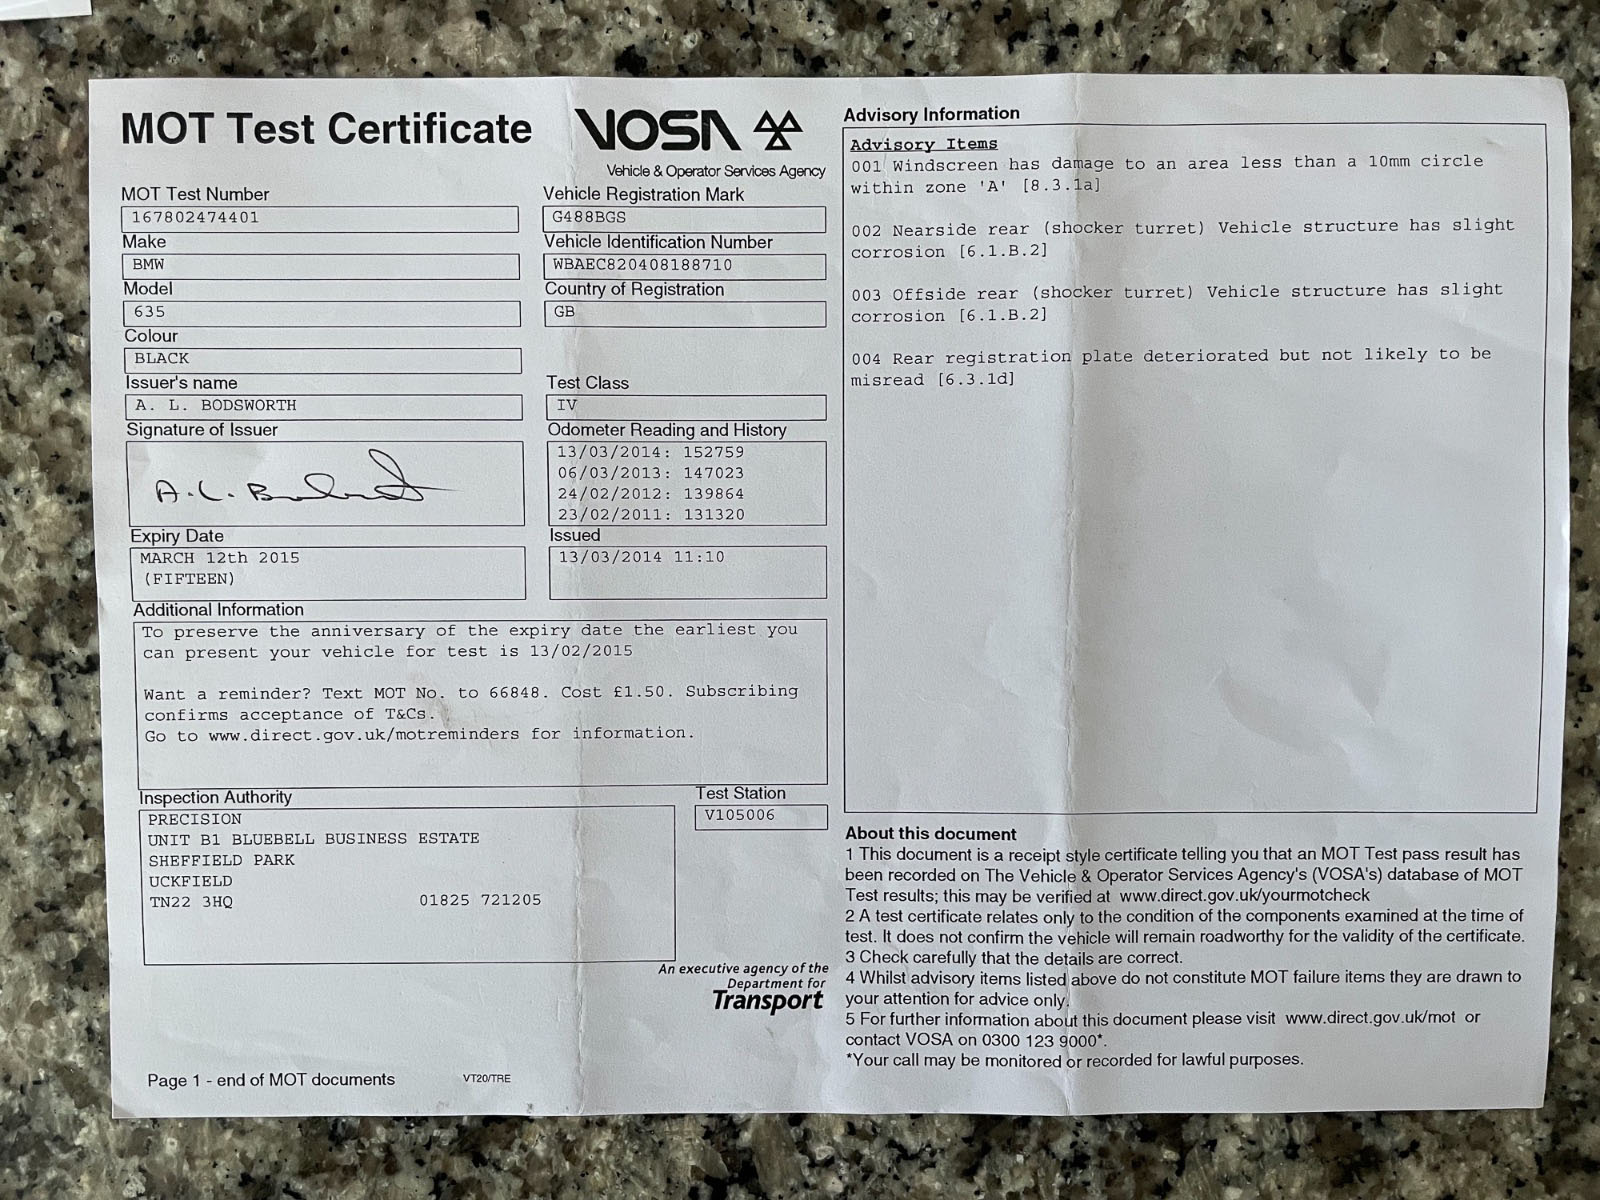 MOT Test Certificate
VOSA
Vehicle & Operator Services Agency
MOT Test Number
167802474401
Vehicle Registration Mark
G488BGS
Make
BMW
Vehicle Identification Number
WBAEC820408188710
Model
635
Country of Registration
GB
Colour
BLACK
Issuer's name
A. L. BODSWORTH
Test Class
IV
Signature of Issuer
A.L. B
Odometer Reading and History
13/03/2014: 152759
06/03/2013: 147023
24/02/2012: 139864
23/02/2011: 131320
Expiry Date
MARCH 12th 2015
(FIFTEEN)
Issued
13/03/2014 11:10
Additional Information
To preserve the anniversary of the expiry date the earliest you
can present your vehicle for test is 13/02/2015
Want a reminder? Text MOT No. to 66848. Cost £1.50. Subscribing
confirms acceptance of T&Cs.
Go to www.direct.gov.uk/motreminders for information.
Inspection Authority
PRECISION
UNIT B1 BLUEBELL BUSINESS ESTATE
SHEFFIELD PARK
UCKFIELD
TN22 3HQ 01825 721205
Test Station
V105006
An executive agency of the
Department for
Transport
Page 1 - end of MOT documents
VT20/TRE
Advisory Information
Advisory Items
001 Windscreen has damage to an area less than a 10mm circle
within zone 'A' [8.3.1a]
002 Nearside rear (shocker turret) Vehicle structure has slight
corrosion [6.1.B.2]
003 Offside rear (shocker turret) Vehicle structure has slight
corrosion [6.1.B.2]
004 Rear registration plate deteriorated but not likely to be
misread [6.3.1d]
About this document
1 This document is a receipt style certificate telling you that an MOT Test pass result has
been recorded on The Vehicle & Operator Services Agency's (VOSA's) database of MOT
Test results; this may be verified at www.direct.gov.uk/yourmotcheck
2 A test certificate relates only to the condition of the components examined at the time of
test. It does not confirm the vehicle will remain roadworthy for the validity of the certificate.
3 Check carefully that the details are correct.
4 Whilst advisory items listed above do not constitute MOT failure items they are drawn to
your attention for advice only.
5 For further information about this document please visit www.direct.gov.uk/mot or
contact VOSA on 0300 123 9000*.
*Your call may be monitored or recorded for lawful purposes.